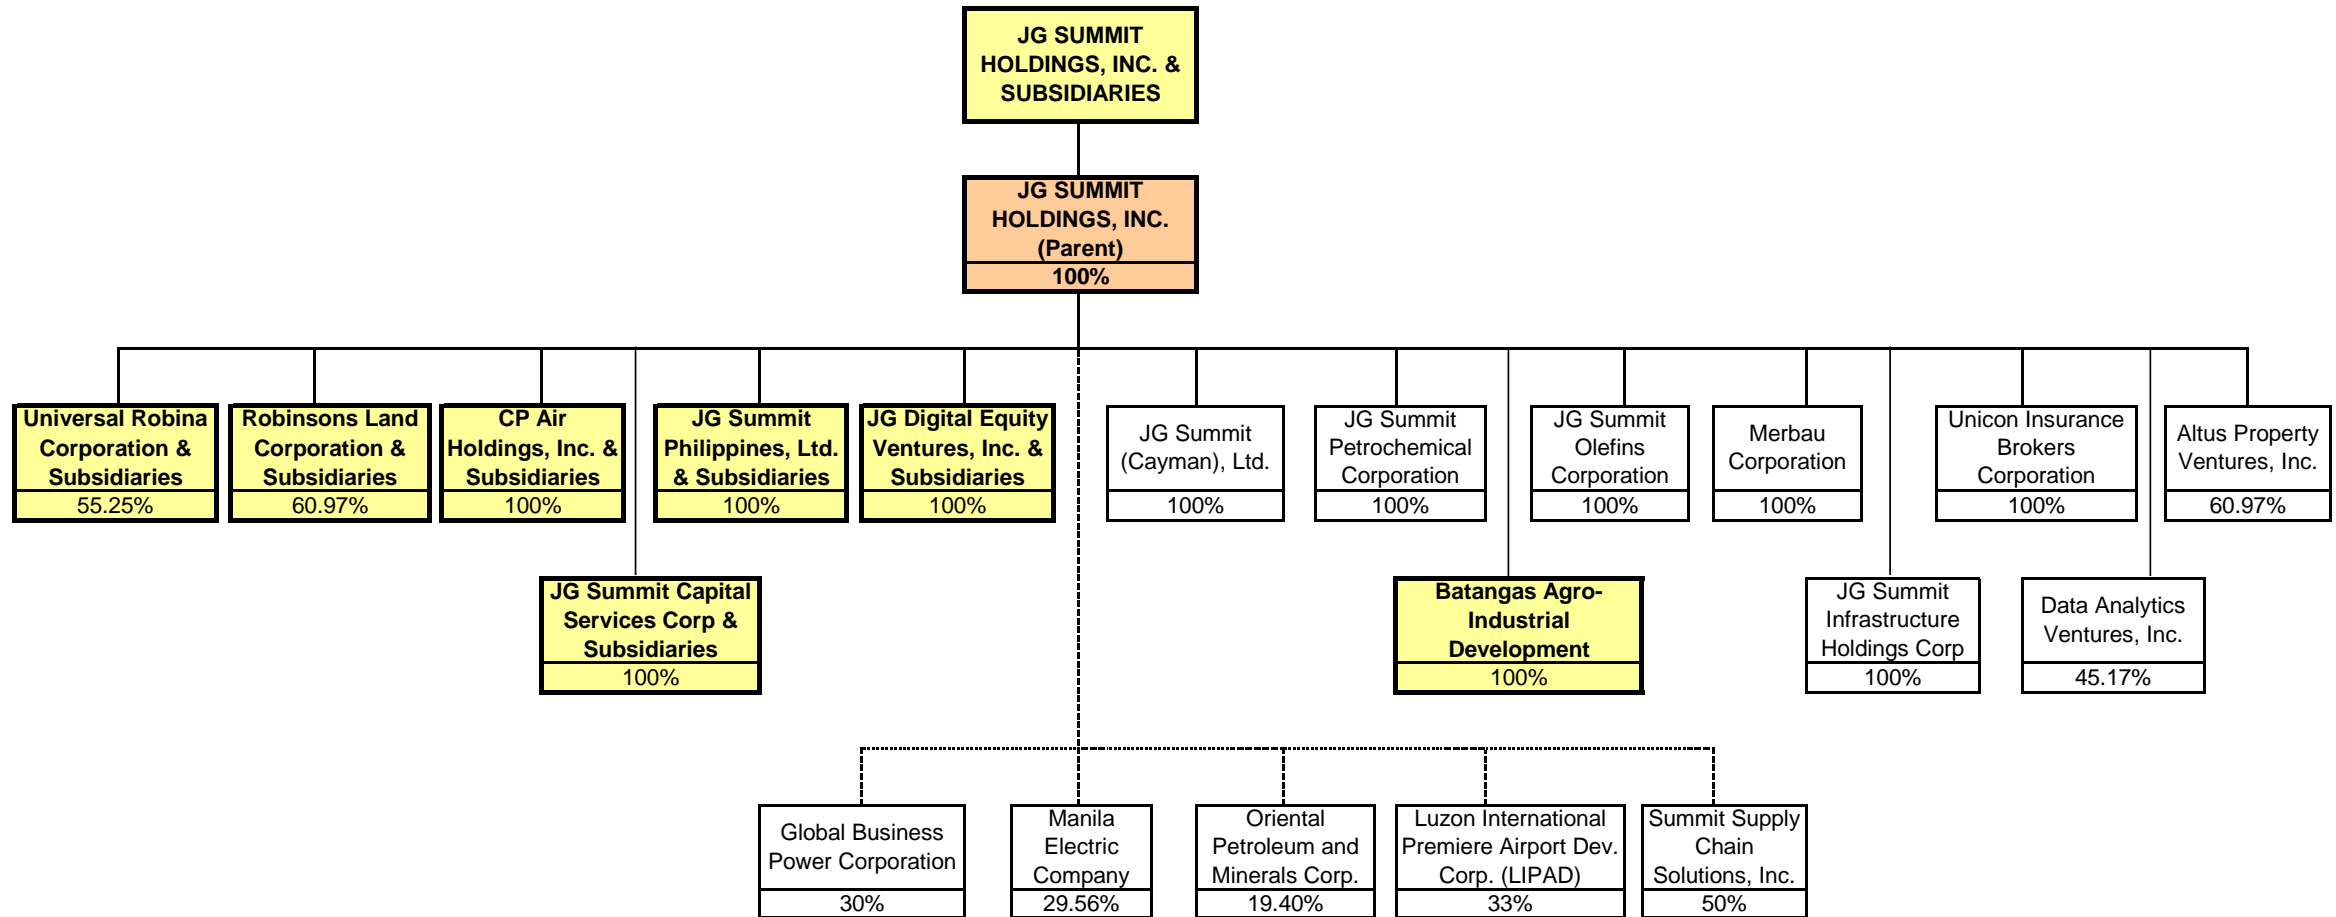 JG SUMMIT
HOLDINGS, INC. &
SUBSIDIARIES
JG SUMMIT
HOLDINGS, INC.
(Parent)
100%
Universal Robina
Corporation &
Subsidiaries
55.25%
Robinsons Land
Corporation &
Subsidiaries
60.97%
CP Air
Holdings, Inc. &
Subsidiaries
100%
JG Summit
Philippines, Ltd.
& Subsidiaries
100%
JG Digital Equity
Ventures, Inc. &
Subsidiaries
100%
JG Summit
(Cayman), Ltd.
100%
JG Summit
Petrochemical
Corporation
100%
JG Summit
Olefins
Corporation
100%
Merbau
Corporation
100%
Unicon Insurance
Brokers
Corporation
100%
Altus Property
Ventures, Inc.
60.97%
JG Summit Capital
Services Corp &
Subsidiaries
100%
Batangas Agro-
Industrial
Development
100%
JG Summit
Infrastructure
Holdings Corp
100%
Data Analytics
Ventures, Inc.
45.17%
Global Business
Power Corporation
30%
Manila
Electric
Company
29.56%
Oriental
Petroleum and
Minerals Corp.
19.40%
Luzon International
Premiere Airport Dev.
Corp. (LIPAD)
33%
Summit Supply
Chain
Solutions, Inc.
50%